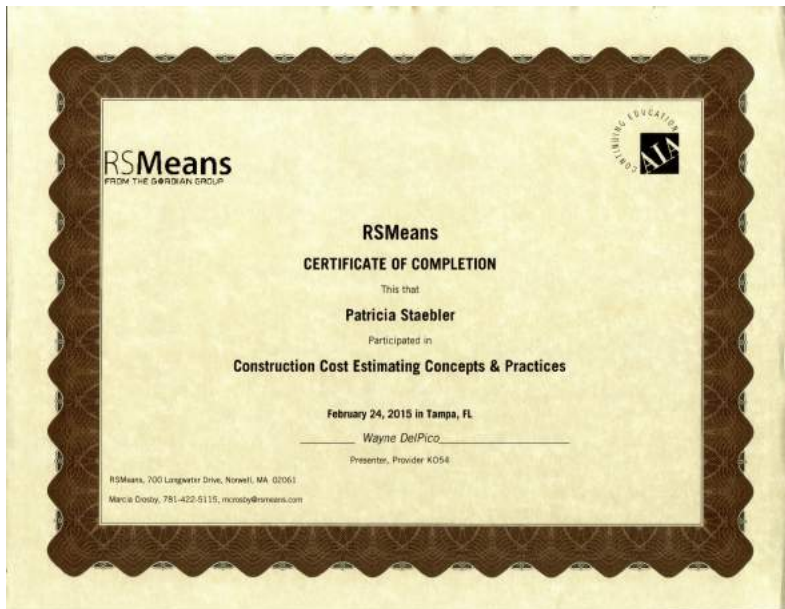 RSMeans
FROM THE GORDIAN GROUP
CONTINUING EDUCATION
AIA
RSMeans
CERTIFICATE OF COMPLETION
This that
Patricia Staebler
Participated in
Construction Cost Estimating Concepts & Practices
February 24, 2015 in Tampa, FL
Wayne DelPico
Presenter, Provider K054
RSMeans, 700 Longwater Drive, Norwell, MA 02061
Marcia Crosby, 781-422-5115, mcrosby@rsmeans.com